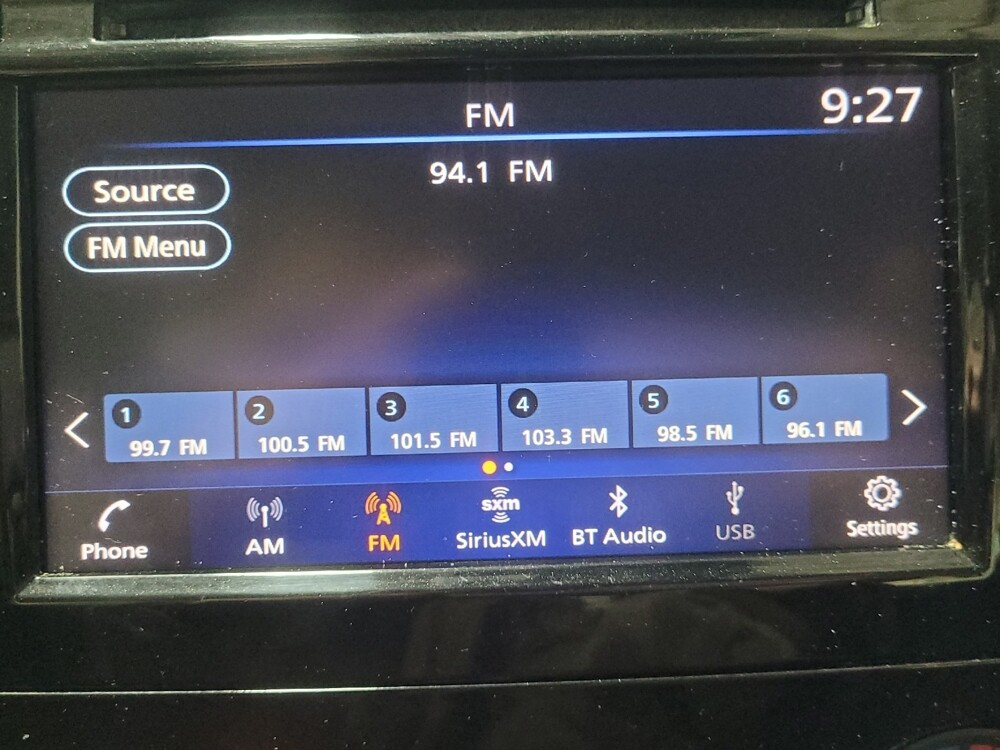 FM
9:27
94.1 FM
Source
FM Menu
1
2
3
4
5
6
99.7 FM
100.5 FM
101.5 FM
103.3 FM
98.5 FM
96.1 FM
sxm
Phone
AM
FM
SiriusXM
BT Audio
USB
Settings